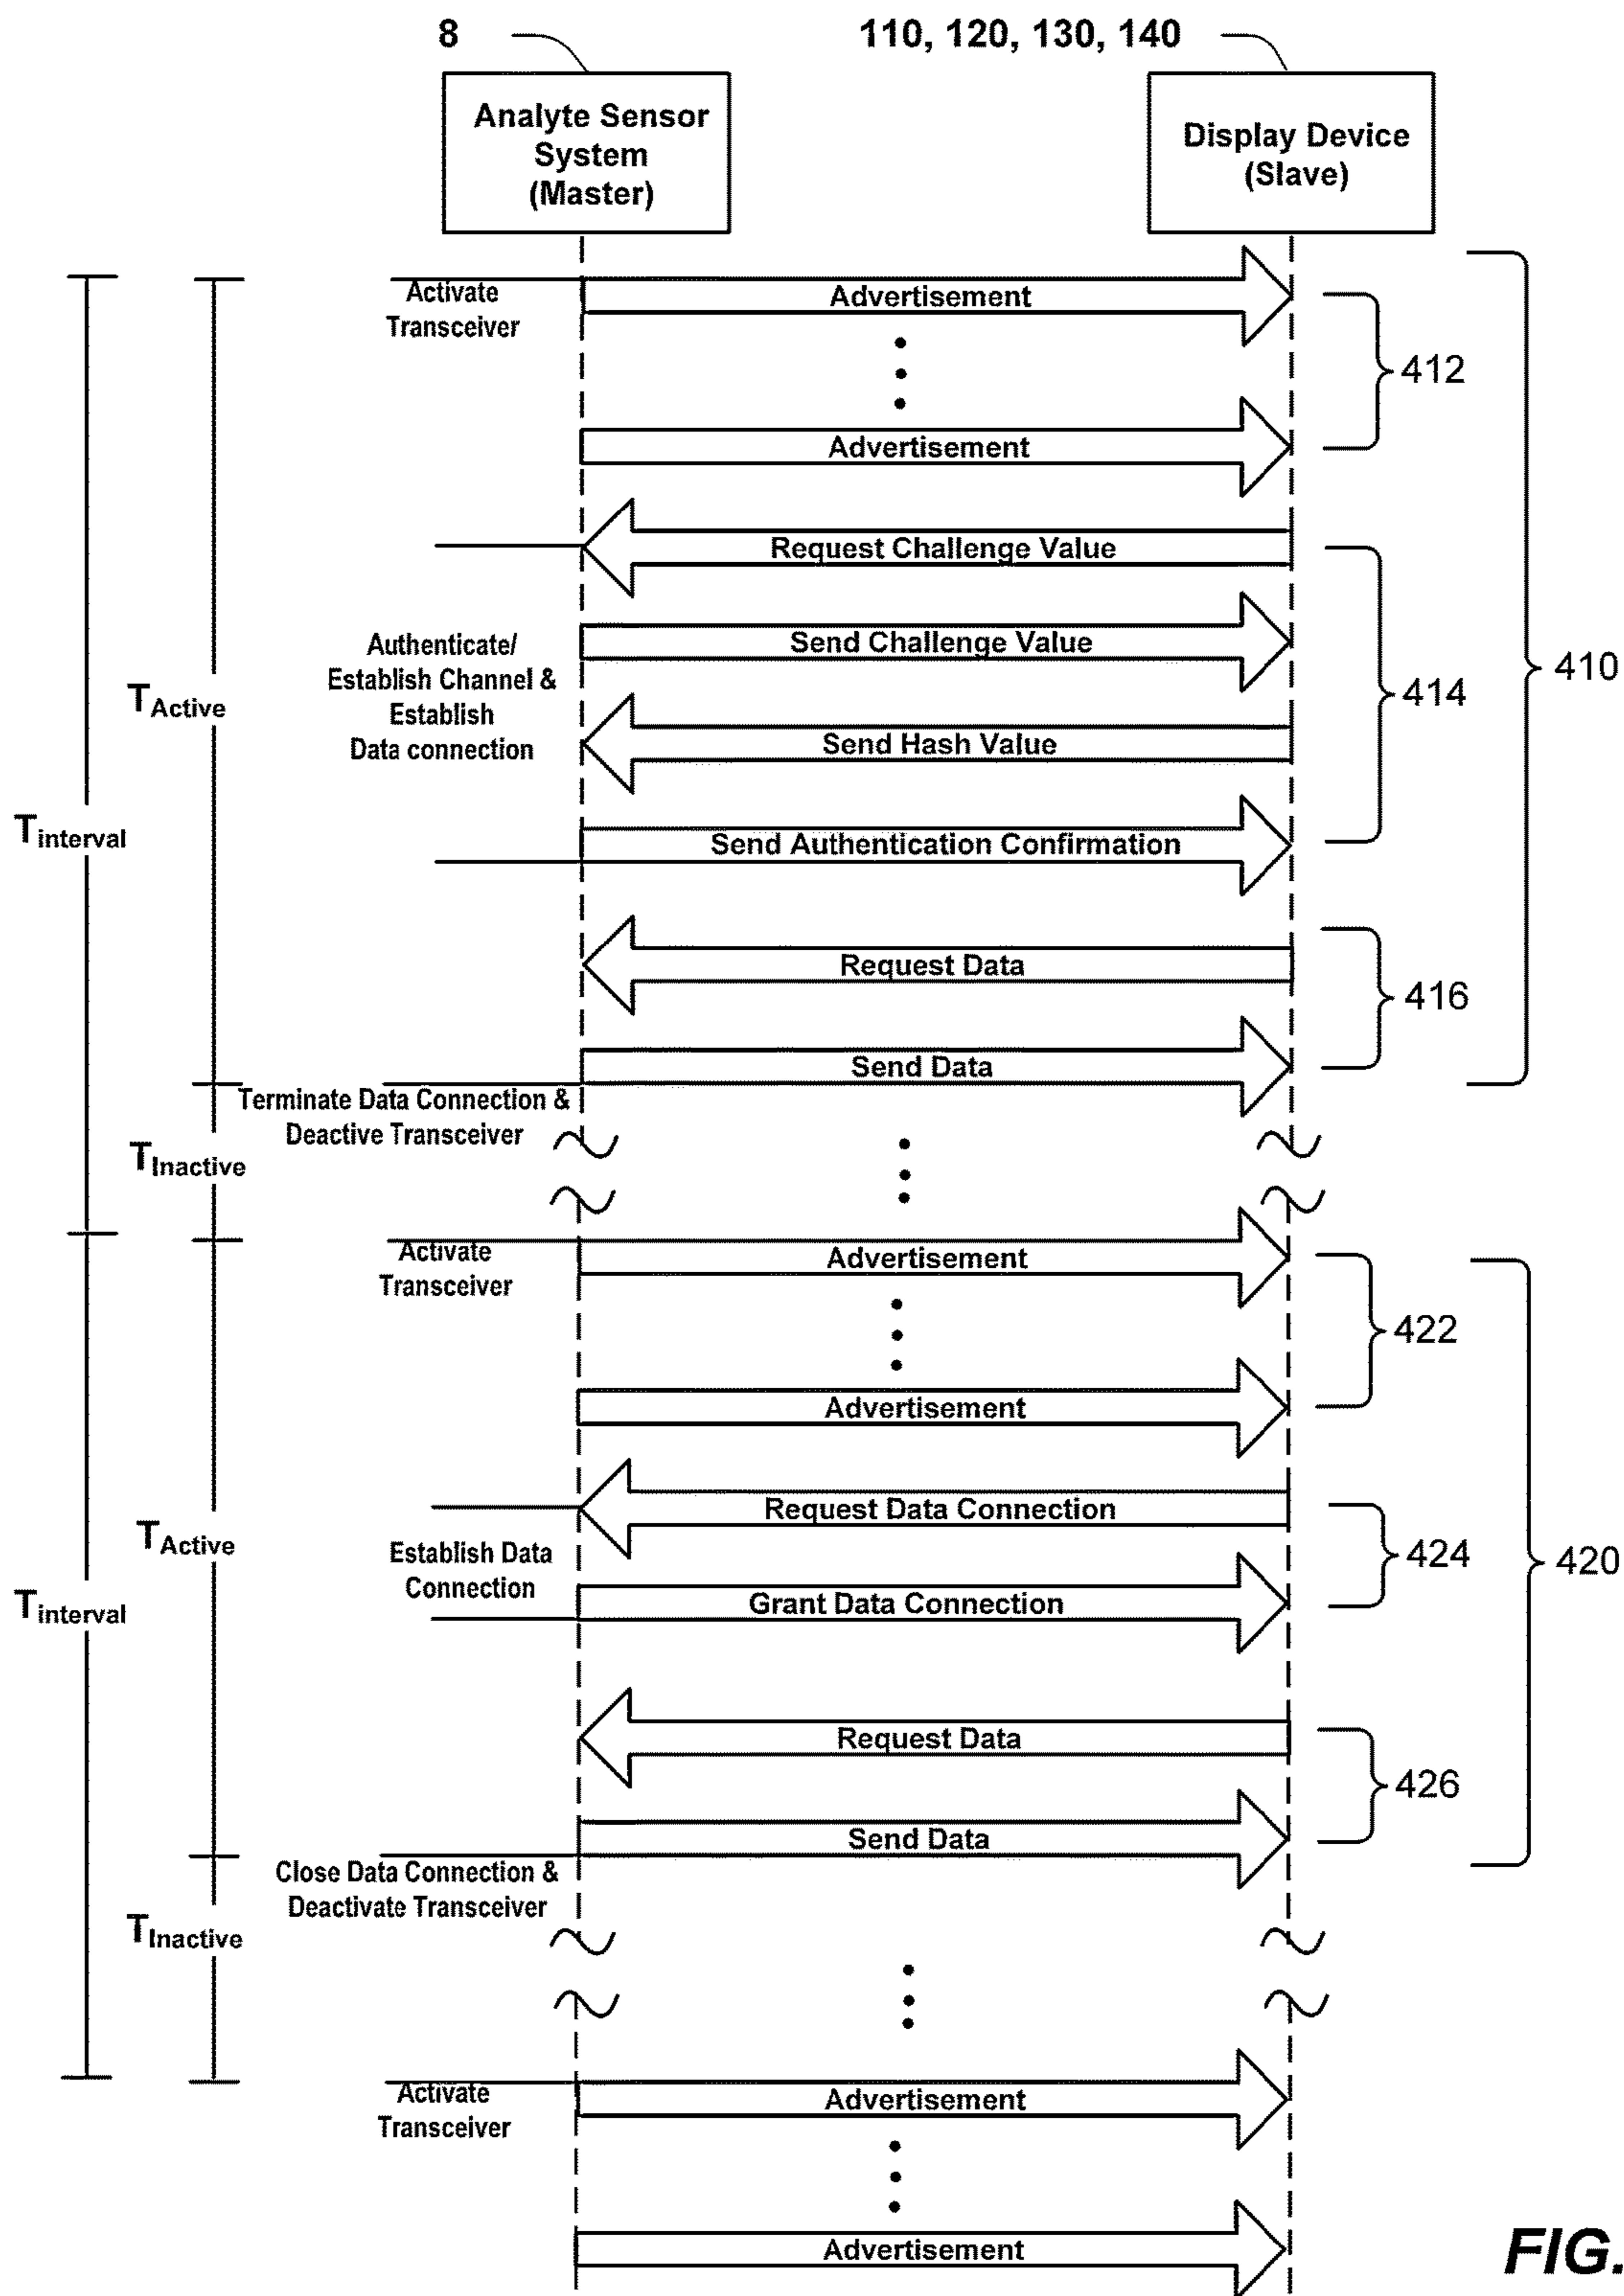 8
110, 120, 130, 140
Analyte Sensor
System
(Master)
Display Device
(Slave)
Activate
Transceiver
Advertisement
412
Advertisement
Request Challenge Value
Authenticate/
Establish Channel &
Establish
Data connection
Send Challenge Value
410
414
TActive
Send Hash Value
Tinterval
Send Authentication Confirmation
Request Data
416
Send Data
Terminate Data Connection &
Deactive Transceiver
TInactive
Activate
Transceiver
Advertisement
422
Advertisement
Request Data Connection
TActive
Establish Data
Connection
424
420
Tinterval
Grant Data Connection
Request Data
426
Send Data
Close Data Connection &
Deactivate Transceiver
TInactive
Activate
Transceiver
Advertisement
Advertisement
FIG.